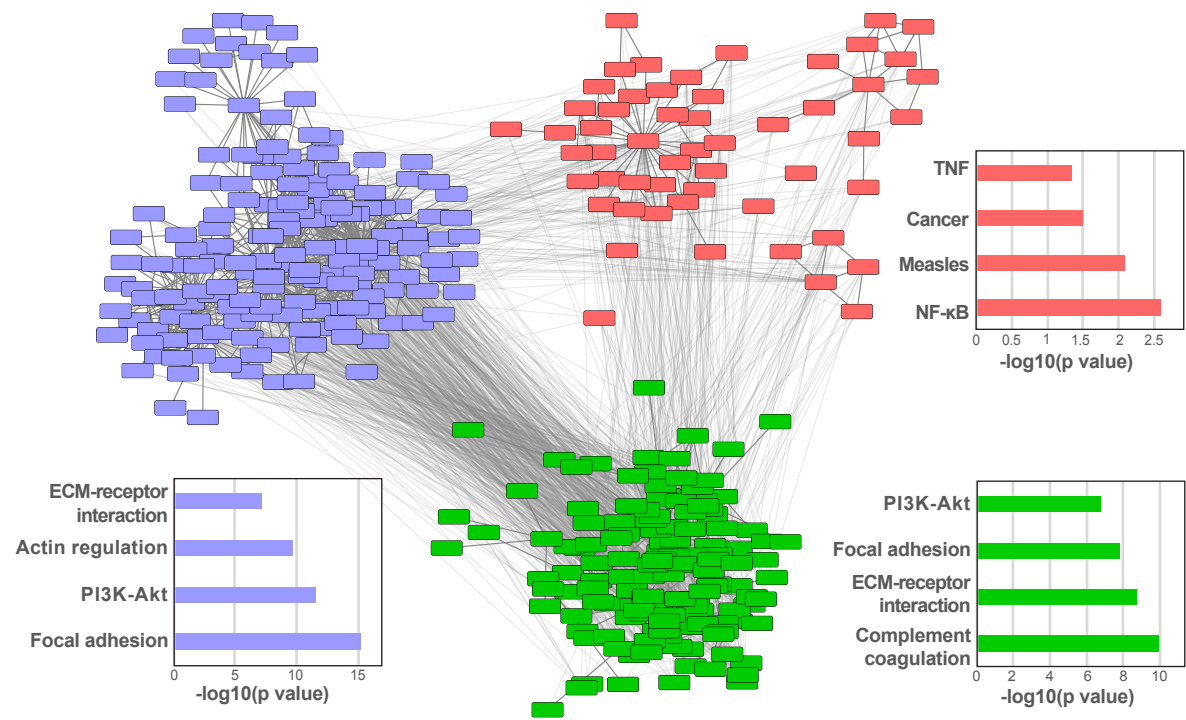 TNF
Cancer
Measles
NF-κB
0 0.5 1 1.5 2 2.5
-log10(p value)
ECM-receptor
interaction
Actin regulation
PI3K-Akt
Focal adhesion
0 5 10 15
-log10(p value)
PI3K-Akt
Focal adhesion
ECM-receptor
interaction
Complement
coagulation
0 2 4 6 8 10
-log10(p value)